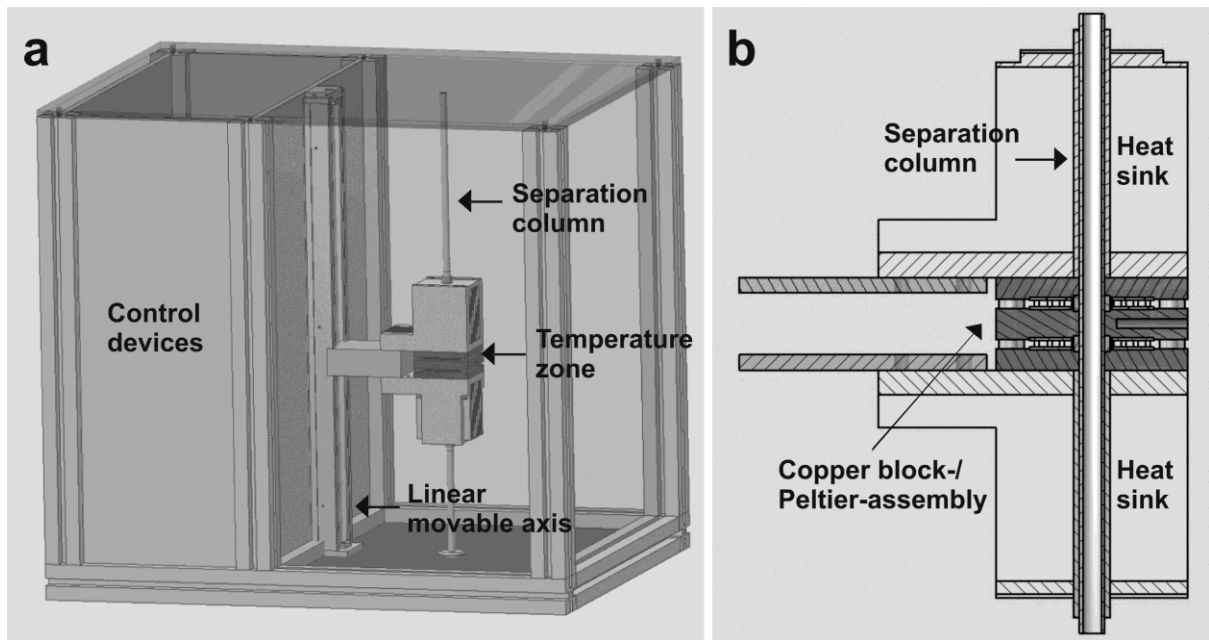 a
Separation
column
Control
devices
Temperature
zone
Linear
movable axis
b
Separation
column
Heat
sink
Copper block-/
Peltier-assembly
Heat
sink